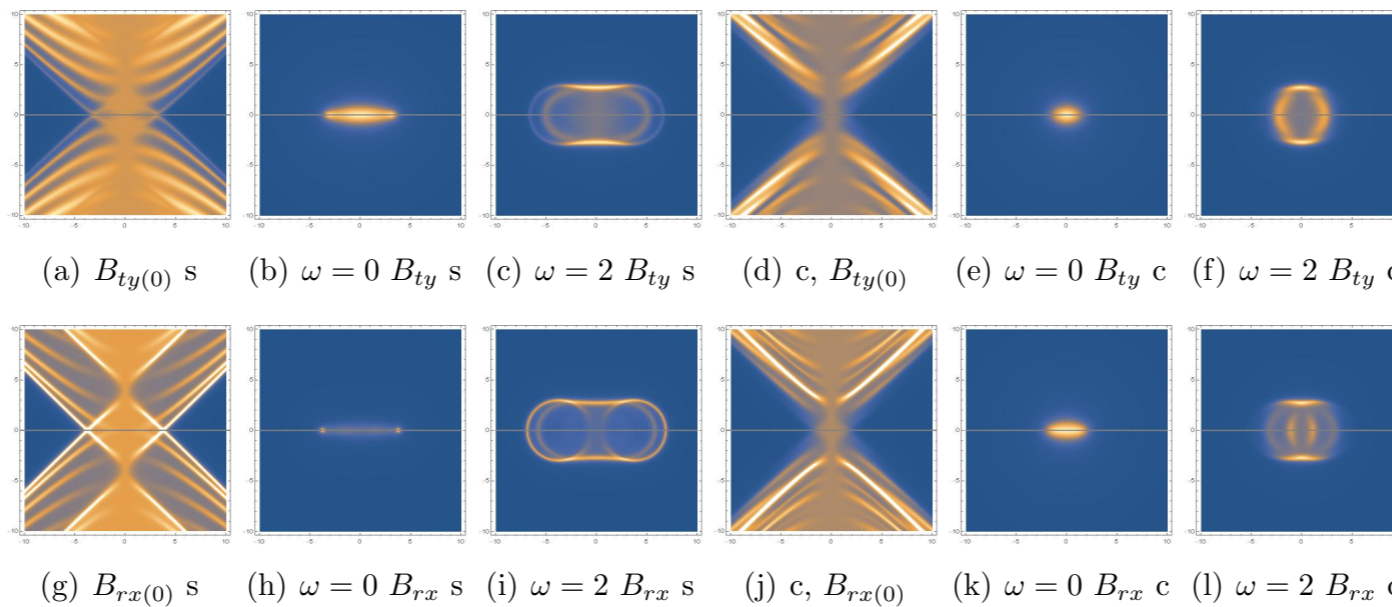 (a) B_{ty(0)} s (b) ω = 0 B_{ty} s (c) ω = 2 B_{ty} s (d) c, B_{ty(0)} (e) ω = 0 B_{ty} c (f) ω = 2 B_{ty} c
(g) B_{rx(0)} s (h) ω = 0 B_{rx} s (i) ω = 2 B_{rx} s (j) c, B_{rx(0)} (k) ω = 0 B_{rx} c (l) ω = 2 B_{rx} c